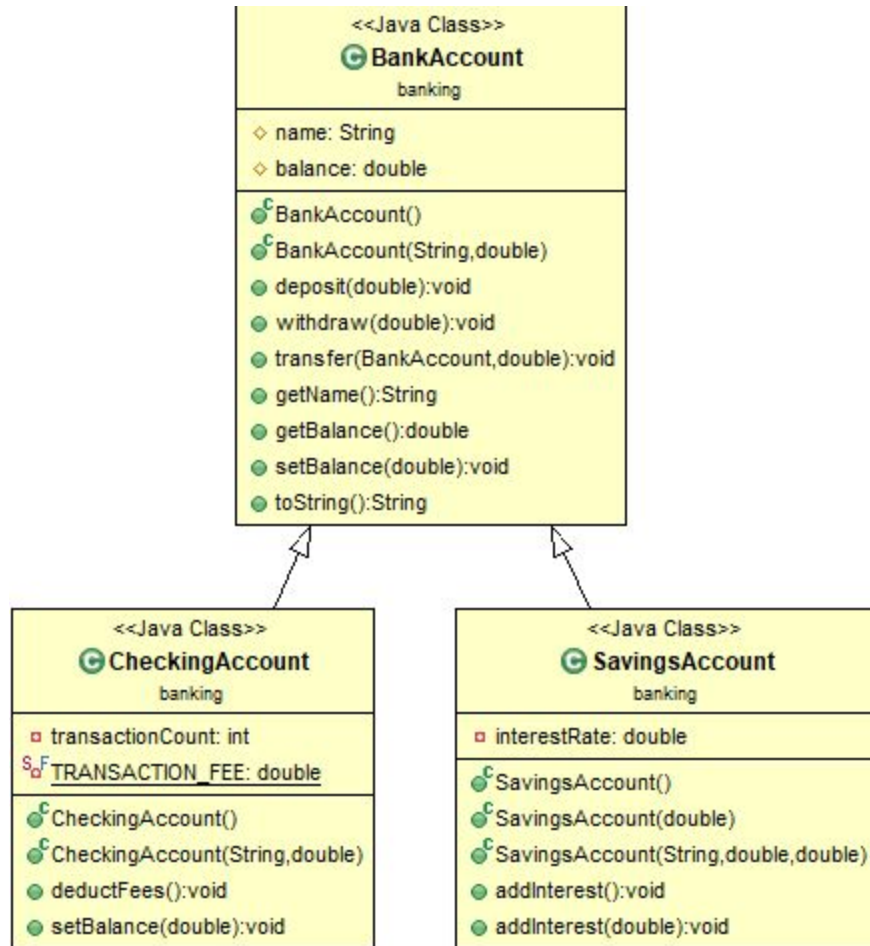 <<Java Class>>
BankAccount
banking
name: String
balance: double
BankAccount()
BankAccount(String,double)
deposit(double):void
withdraw(double):void
transfer(BankAccount,double):void
getName():String
getBalance():double
setBalance(double):void
toString():String
<<Java Class>>
CheckingAccount
banking
transactionCount: int
TRANSACTION_FEE: double
CheckingAccount()
CheckingAccount(String,double)
deductFees():void
setBalance(double):void
<<Java Class>>
SavingsAccount
banking
interestRate: double
SavingsAccount()
SavingsAccount(double)
SavingsAccount(String,double,double)
addInterest():void
addInterest(double):void